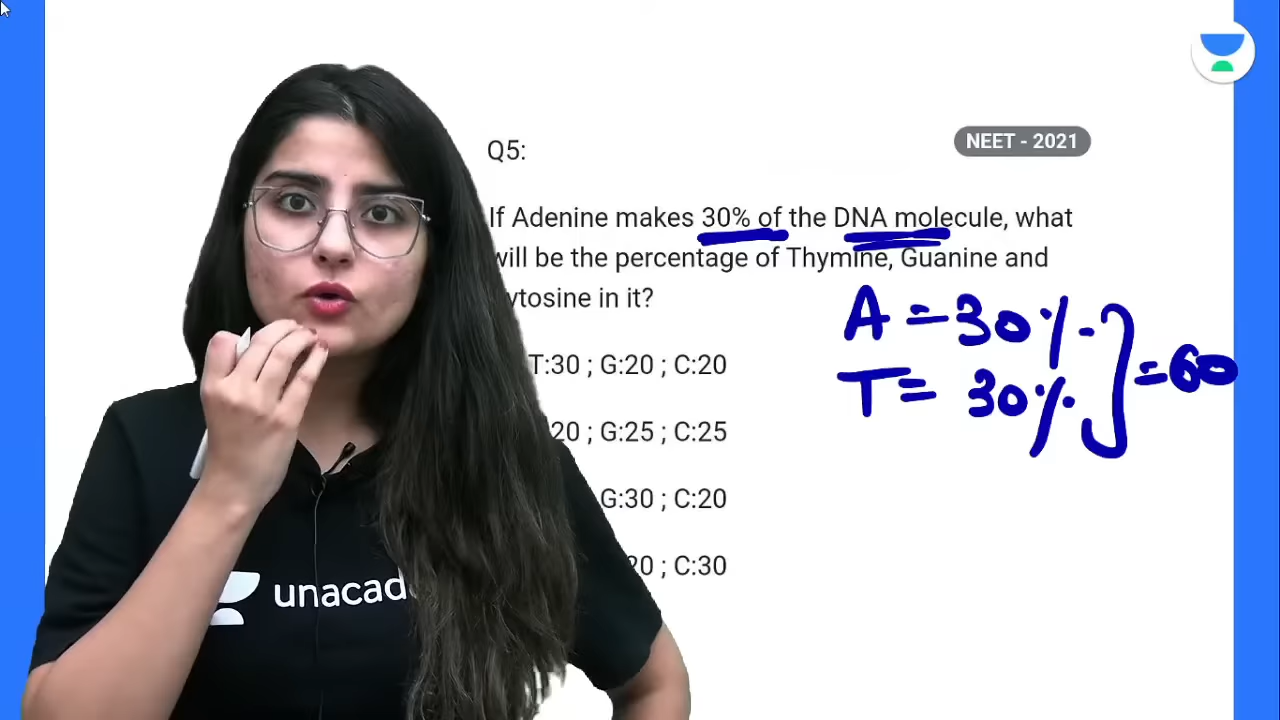 Q5:
NEET - 2021
If Adenine makes 30% of the DNA molecule, what
will be the percentage of Thymine, Guanine and
ytosine in it?
A = 30%
T = 30%
= 60
T:30 ; G:20 ; C:20
20 ; G:25 ; C:25
G:30 ; C:20
20 ; C:30
unacad